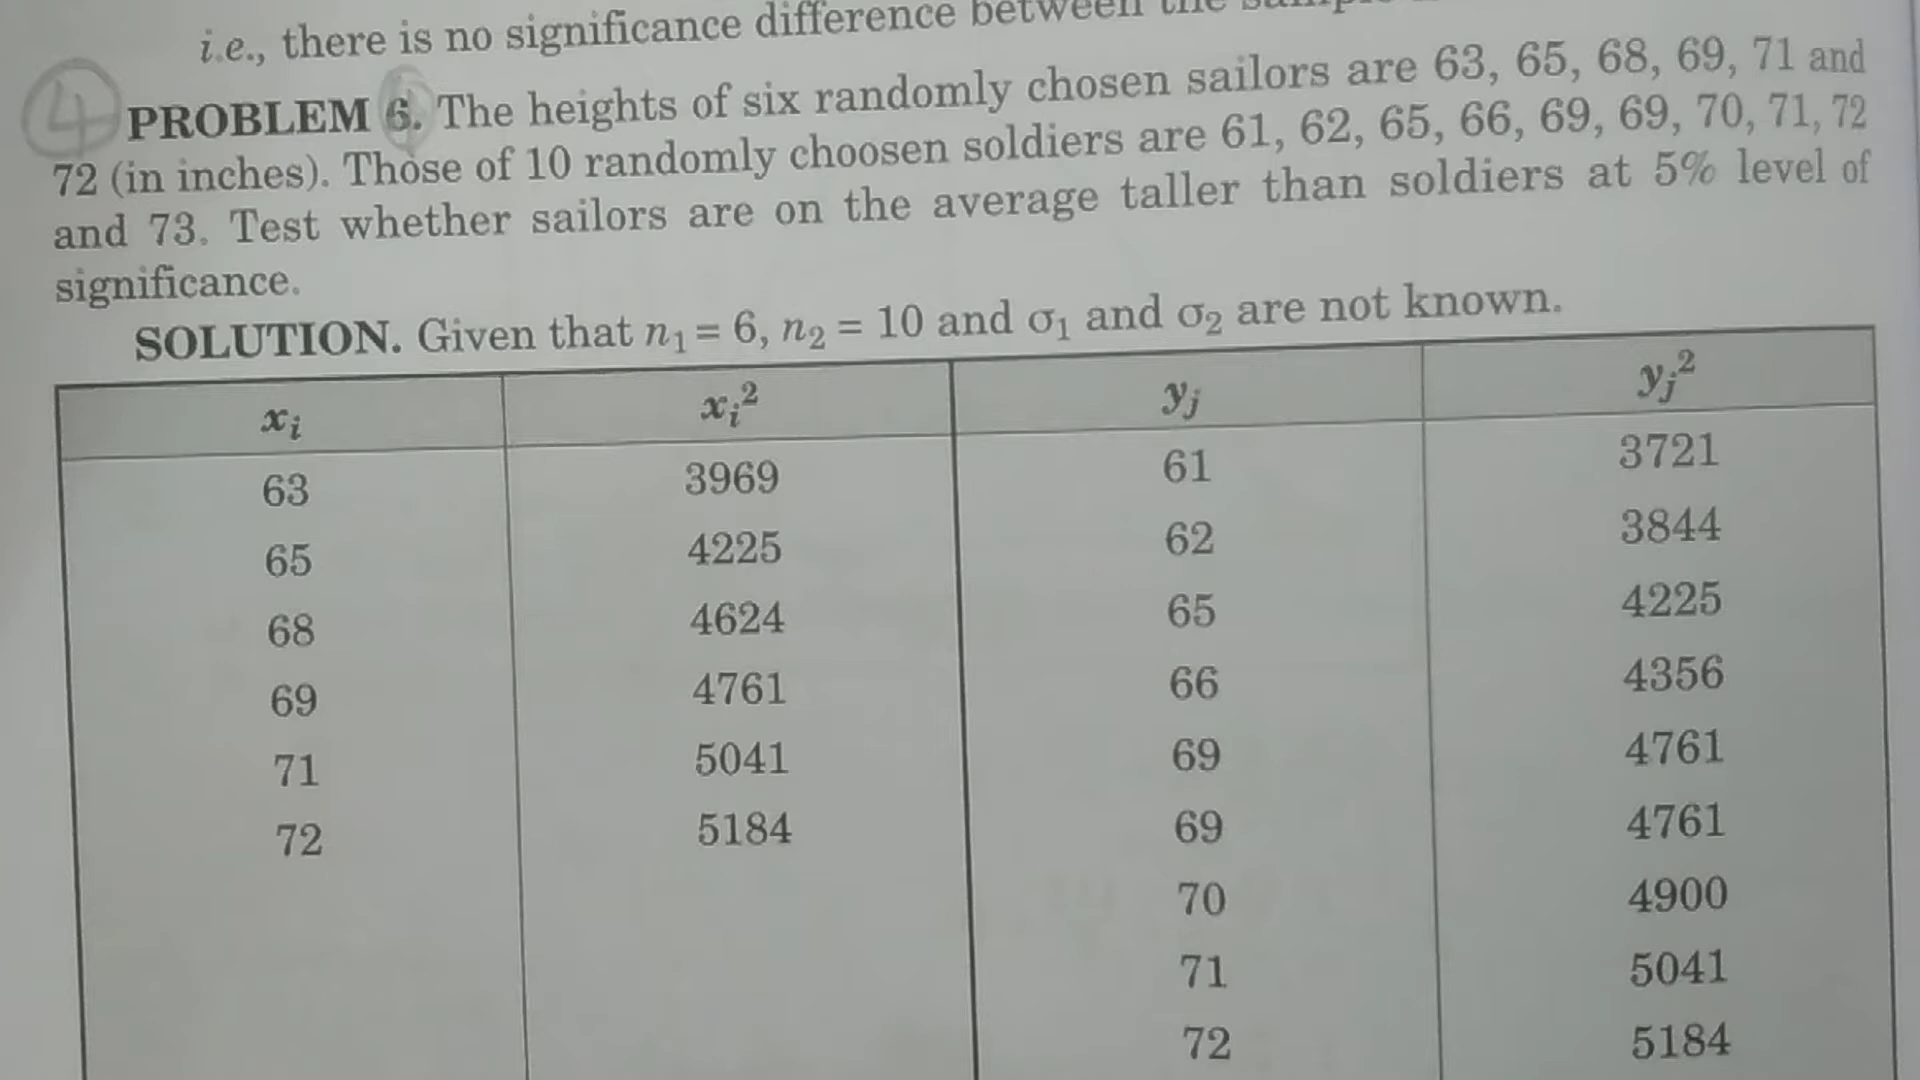 i.e., there is no significance difference between the
④ PROBLEM 6. The heights of six randomly chosen sailors are 63, 65, 68, 69, 71 and
72 (in inches). Those of 10 randomly choosen soldiers are 61, 62, 65, 66, 69, 69, 70, 71, 72
and 73. Test whether sailors are on the average taller than soldiers at 5% level of
significance.
SOLUTION. Given that n₁ = 6, n₂ = 10 and σ₁ and σ₂ are not known.
xᵢ xᵢ² yⱼ yⱼ²
63 3969 61 3721
65 4225 62 3844
68 4624 65 4225
69 4761 66 4356
71 5041 69 4761
72 5184 69 4761
70 4900
71 5041
72 5184